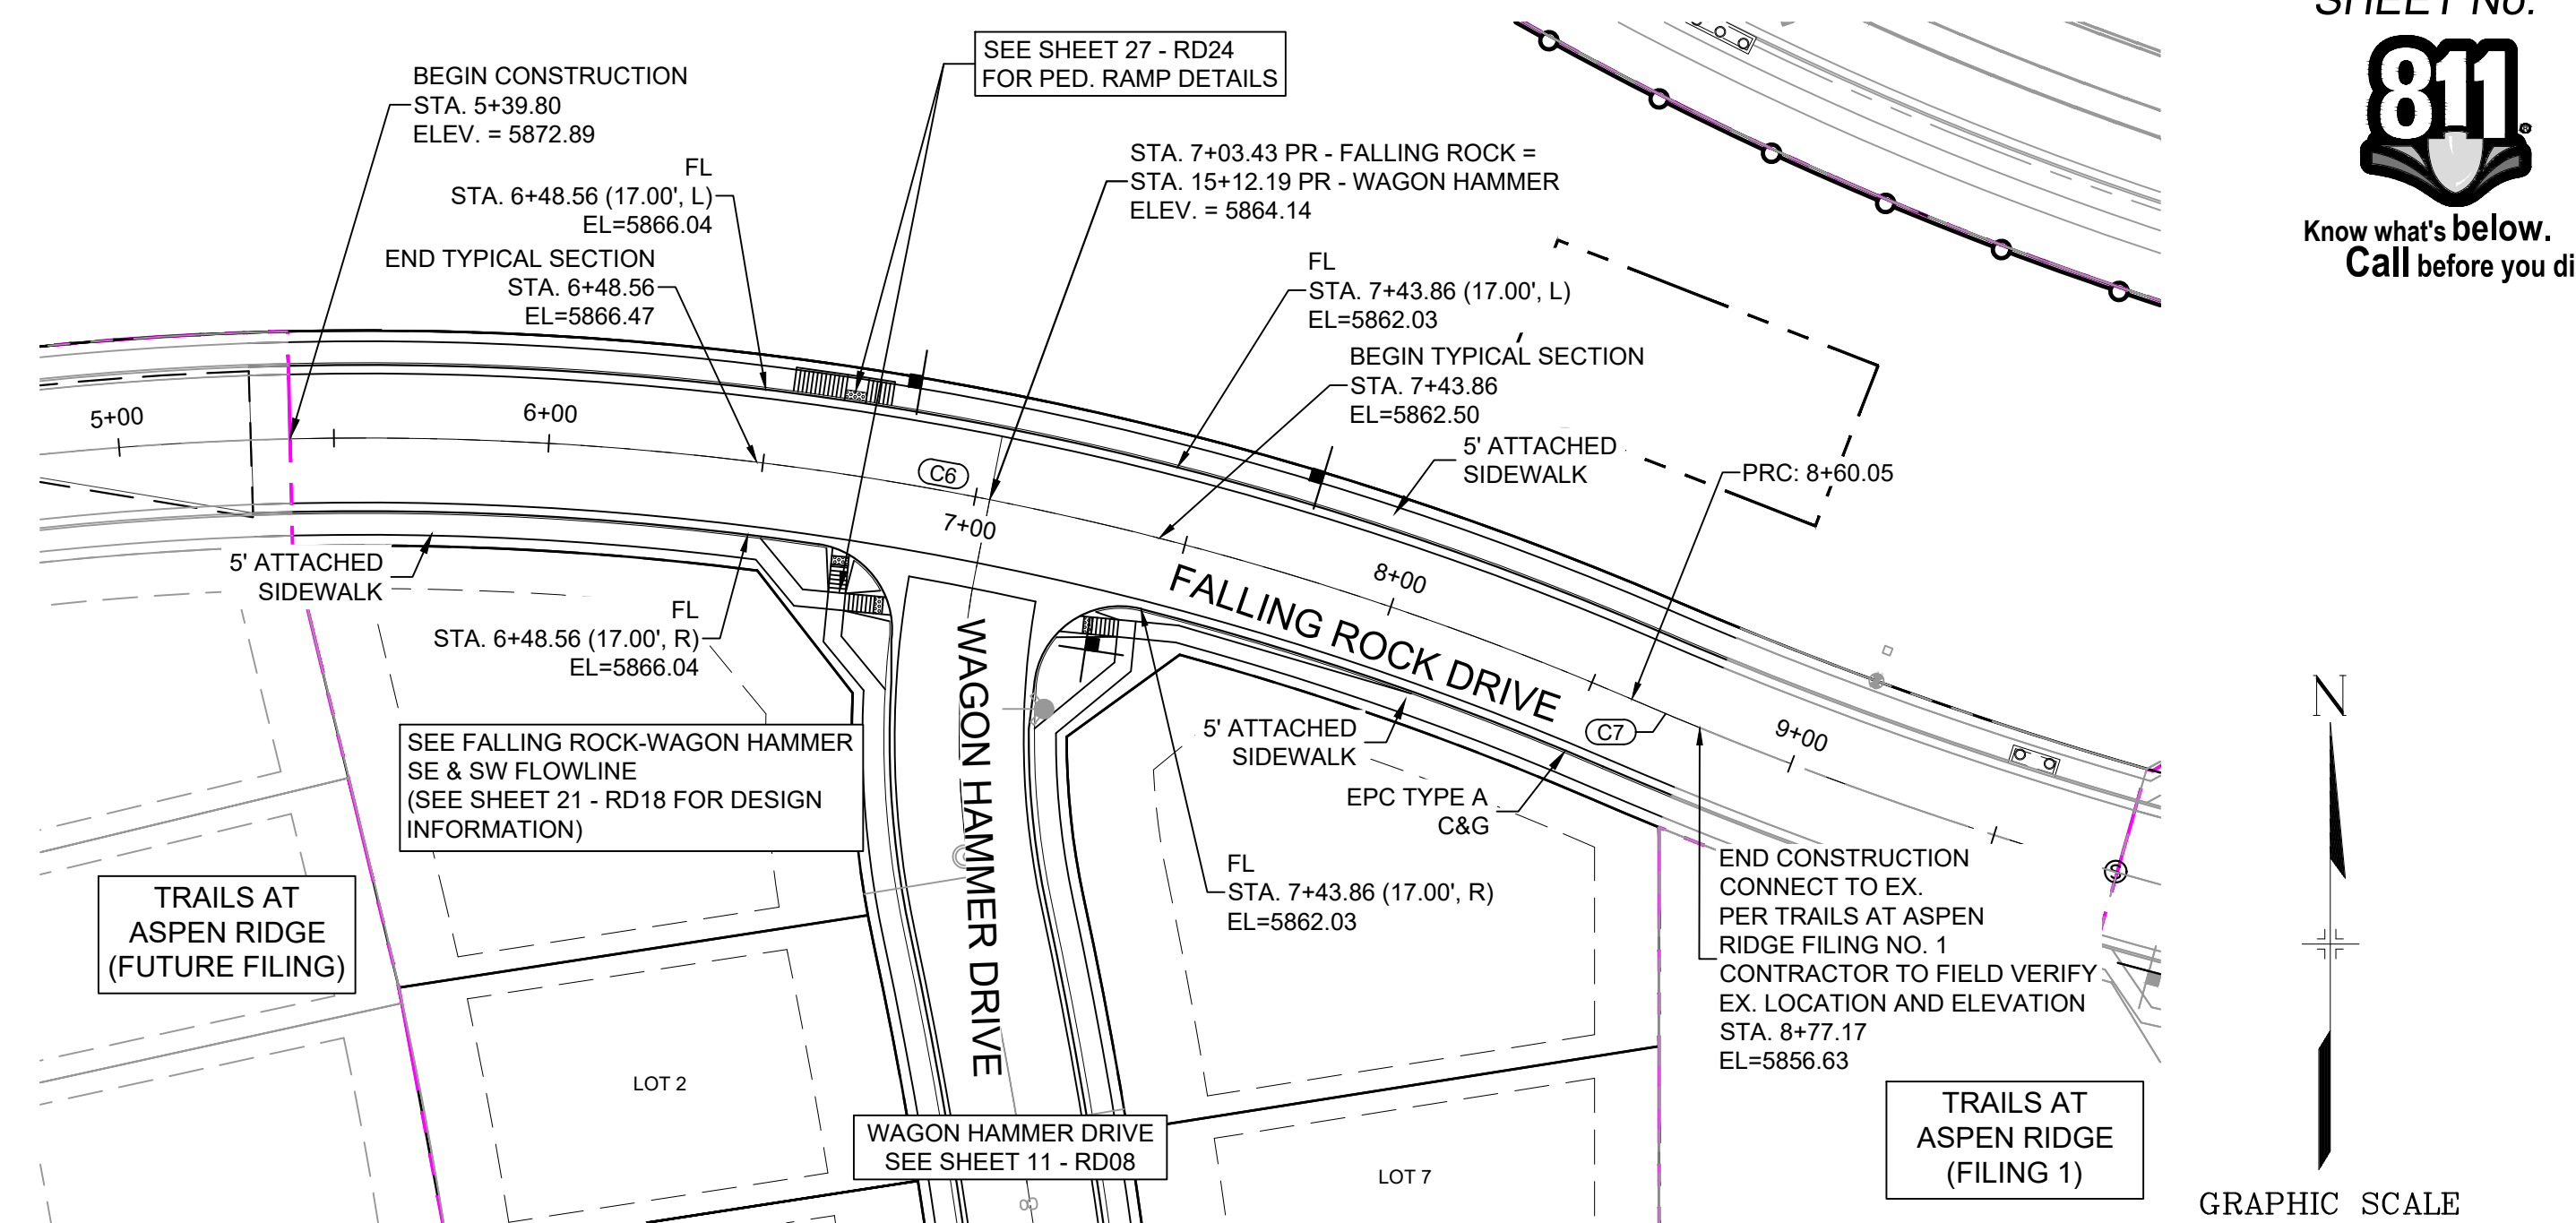 SHEET No.
811
Know what's below.
Call before you di
BEGIN CONSTRUCTION
STA. 5+39.80
ELEV. = 5872.89
SEE SHEET 27 - RD24
FOR PED. RAMP DETAILS
FL
STA. 6+48.56 (17.00', L)
EL=5866.04
STA. 7+03.43 PR - FALLING ROCK =
STA. 15+12.19 PR - WAGON HAMMER
ELEV. = 5864.14
END TYPICAL SECTION
STA. 6+48.56
EL=5866.47
FL
STA. 7+43.86 (17.00', L)
EL=5862.03
BEGIN TYPICAL SECTION
STA. 7+43.86
EL=5862.50
5' ATTACHED
SIDEWALK
PRC: 8+60.05
5+00
6+00
C6
7+00
8+00
FALLING ROCK DRIVE
C7
9+00
5' ATTACHED
SIDEWALK
FL
STA. 6+48.56 (17.00', R)
EL=5866.04
WAGON HAMMER DRIVE
SEE FALLING ROCK-WAGON HAMMER
SE & SW FLOWLINE
(SEE SHEET 21 - RD18 FOR DESIGN
INFORMATION)
5' ATTACHED
SIDEWALK
EPC TYPE A
C&G
FL
STA. 7+43.86 (17.00', R)
EL=5862.03
END CONSTRUCTION
CONNECT TO EX.
PER TRAILS AT ASPEN
RIDGE FILING NO. 1
CONTRACTOR TO FIELD VERIFY
EX. LOCATION AND ELEVATION
STA. 8+77.17
EL=5856.63
S
TRAILS AT
ASPEN RIDGE
(FUTURE FILING)
LOT 2
WAGON HAMMER DRIVE
SEE SHEET 11 - RD08
LOT 7
TRAILS AT
ASPEN RIDGE
(FILING 1)
N
GRAPHIC SCALE